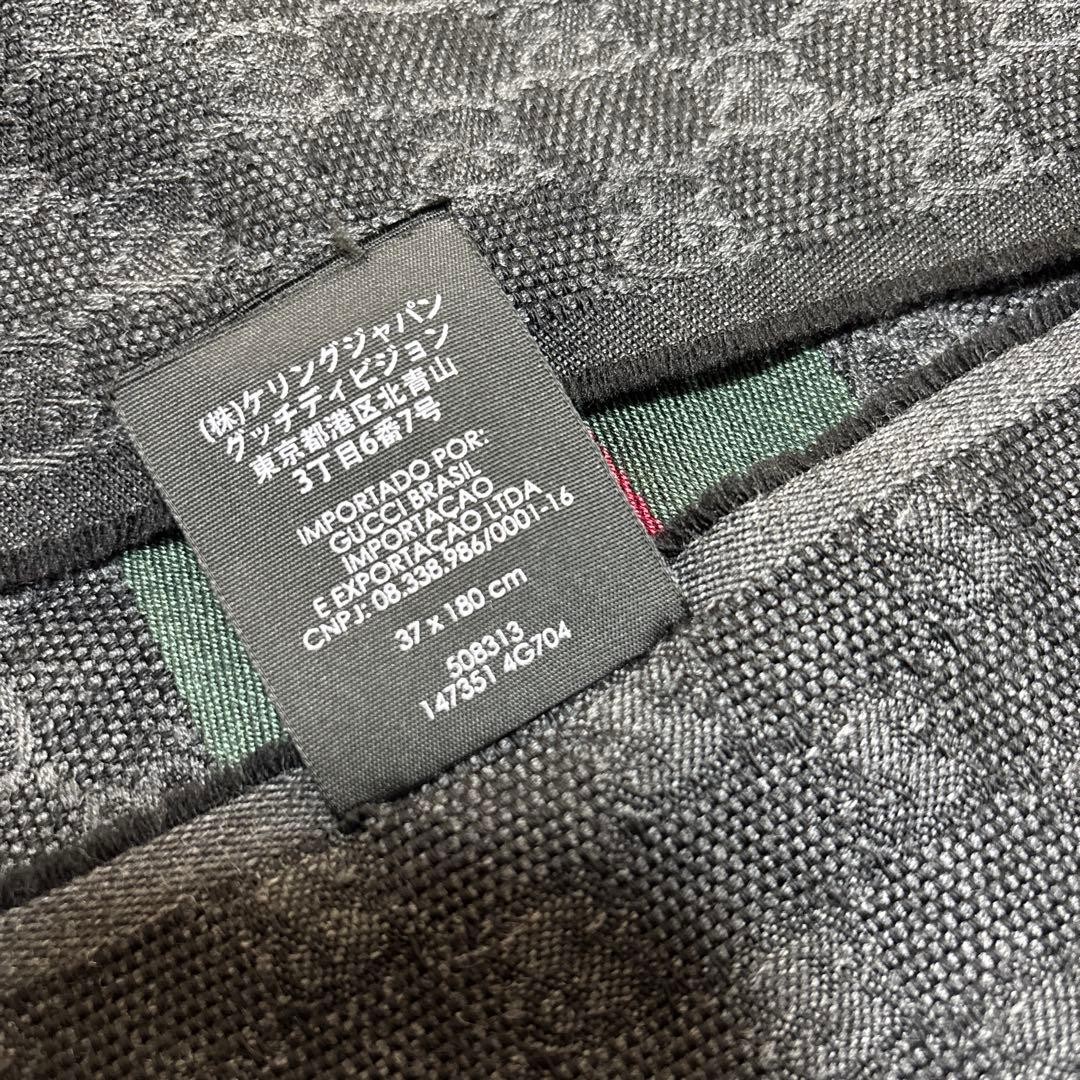 (株)ケリングジャパン
グッチディビジョン
東京都港区北青山
3丁目6番7号
IMPORTADO POR:
GUCCI BRASIL
IMPORTAÇAO
E EXPORTACAO LTDA
CNPJ: 08.338.986/0001-16
37 x 180 cm
508313
147351 4G704